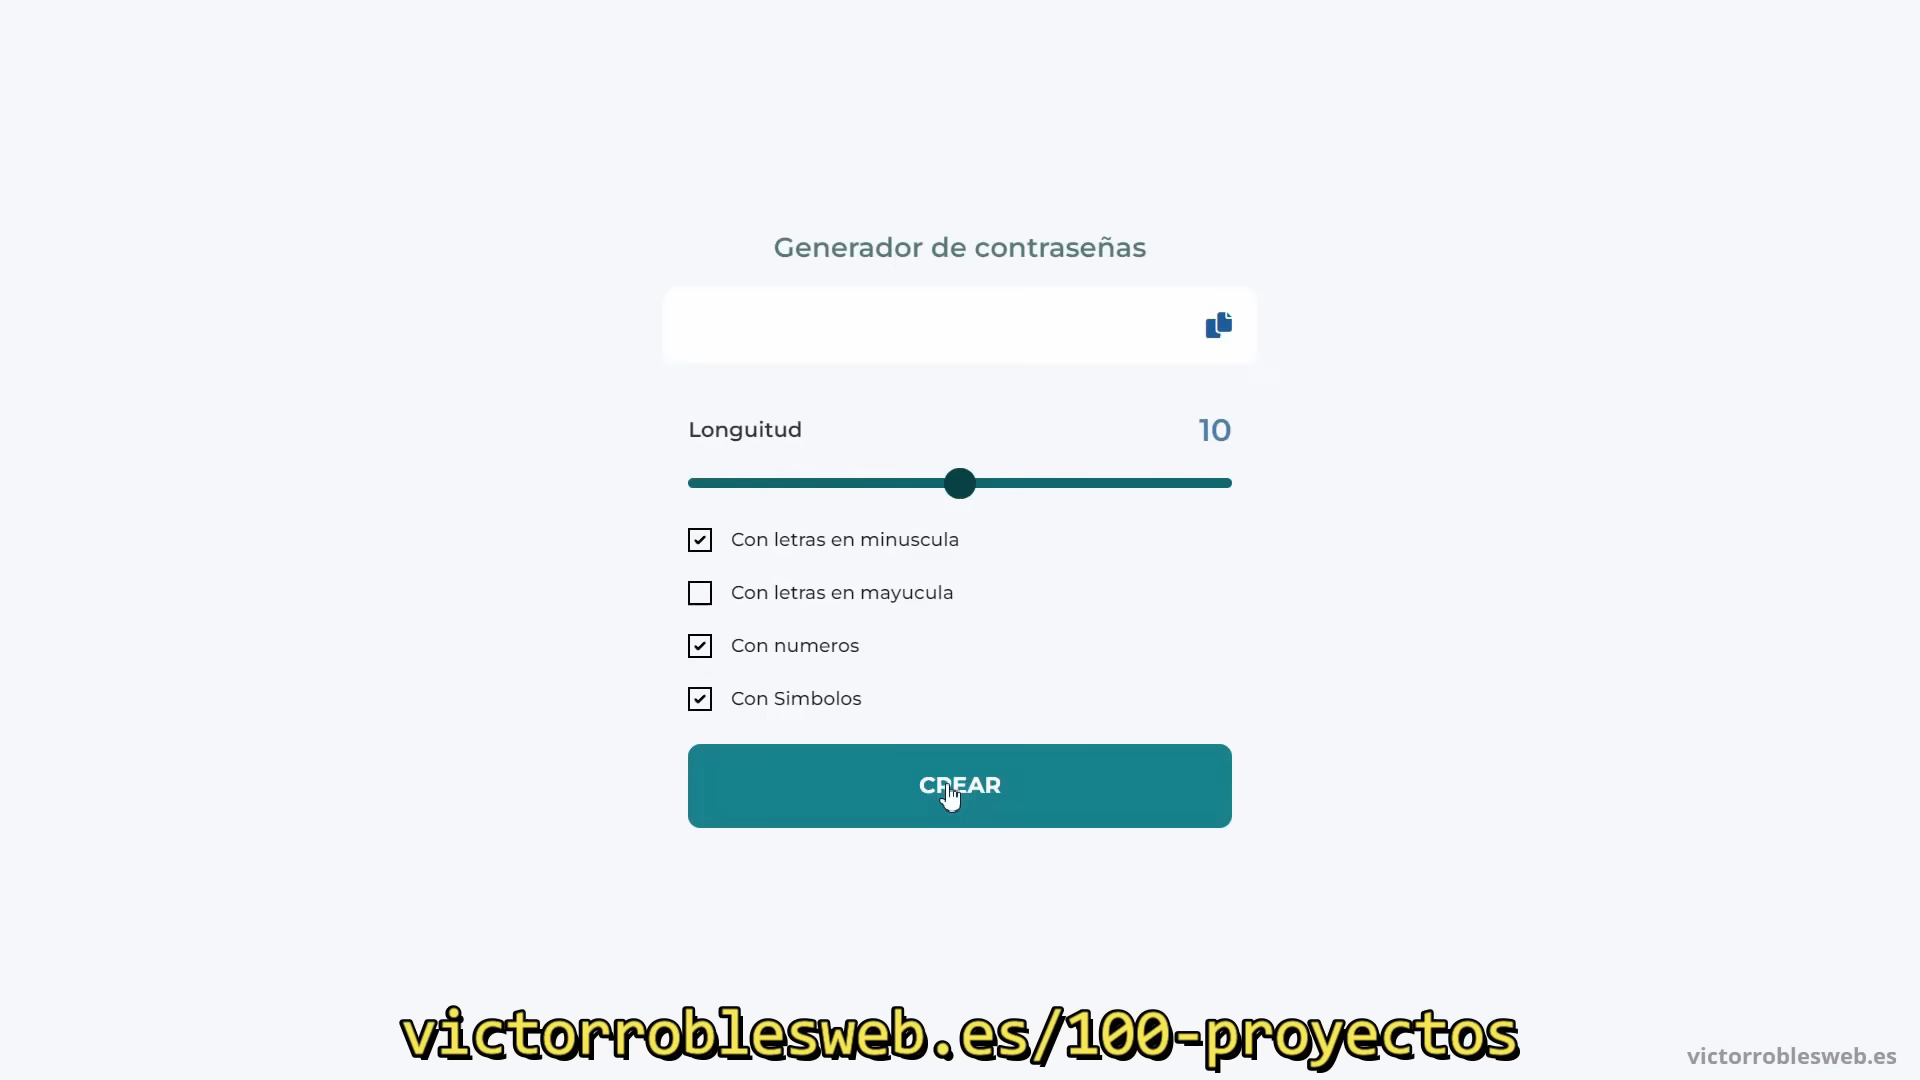 Generador de contraseñas
Longuitud 10
Con letras en minuscula
Con letras en mayucula
Con numeros
Con Simbolos
CREAR
victorroblesweb.es/100-proyectos
victorroblesweb.es